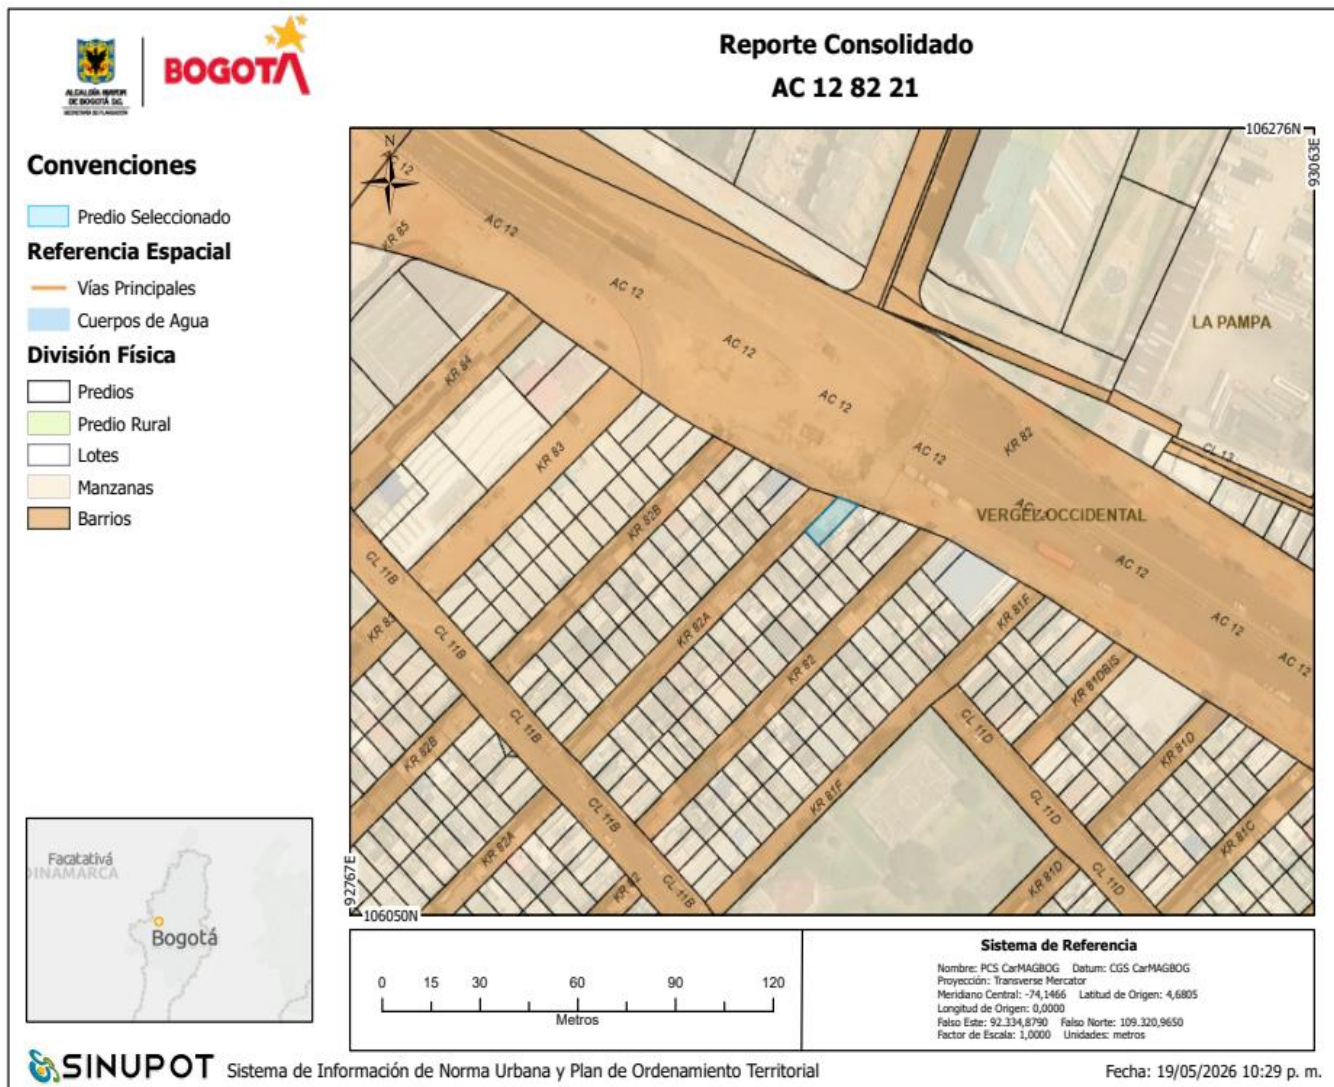 ALCALDÍA MAYOR
DE BOGOTÁ D.C.
SECRETARÍA DE PLANEACIÓN
BOGOTÁ
Reporte Consolidado
AC 12 82 21
Convenciones
Predio Seleccionado
Referencia Espacial
Vías Principales
Cuerpos de Agua
División Física
Predios
Predio Rural
Lotes
Manzanas
Barrios
106276N
93063E
N
AC 12
KR 85
AC 12
AC 12
AC 12
AC 12
AC 12
KR 82
LA PAMPA
CL 13
KR 84
KR 83
KR 82B
VERGEL OCCIDENTAL
AC 12
AC 12
AC 12
CL 11B
KR 83
CL 11B
KR 82A
KR 82
KR 81F
KR 81DBIS
KR 82B
CL 11B
CL 11D
KR 81D
KR 82A
CL 11B
KR 81F
CL 11D
KR 81C
KR 82
CL 11B
KR 81D
CL 11D
92767E
106050N
Facatativá
DINAMARCA
Bogotá
0 15 30 60 90 120
Metros
Sistema de Referencia
Nombre: PCS CarMAGBOG Datum: CGS CarMAGBOG
Proyección: Transverse Mercator
Meridiano Central: -74,1466 Latitud de Origen: 4,6805
Longitud de Origen: 0,0000
Falso Este: 92.334,8790 Falso Norte: 109.320,9650
Factor de Escala: 1,0000 Unidades: metros
SINUPOT Sistema de Información de Norma Urbana y Plan de Ordenamiento Territorial
Fecha: 19/05/2026 10:29 p. m.